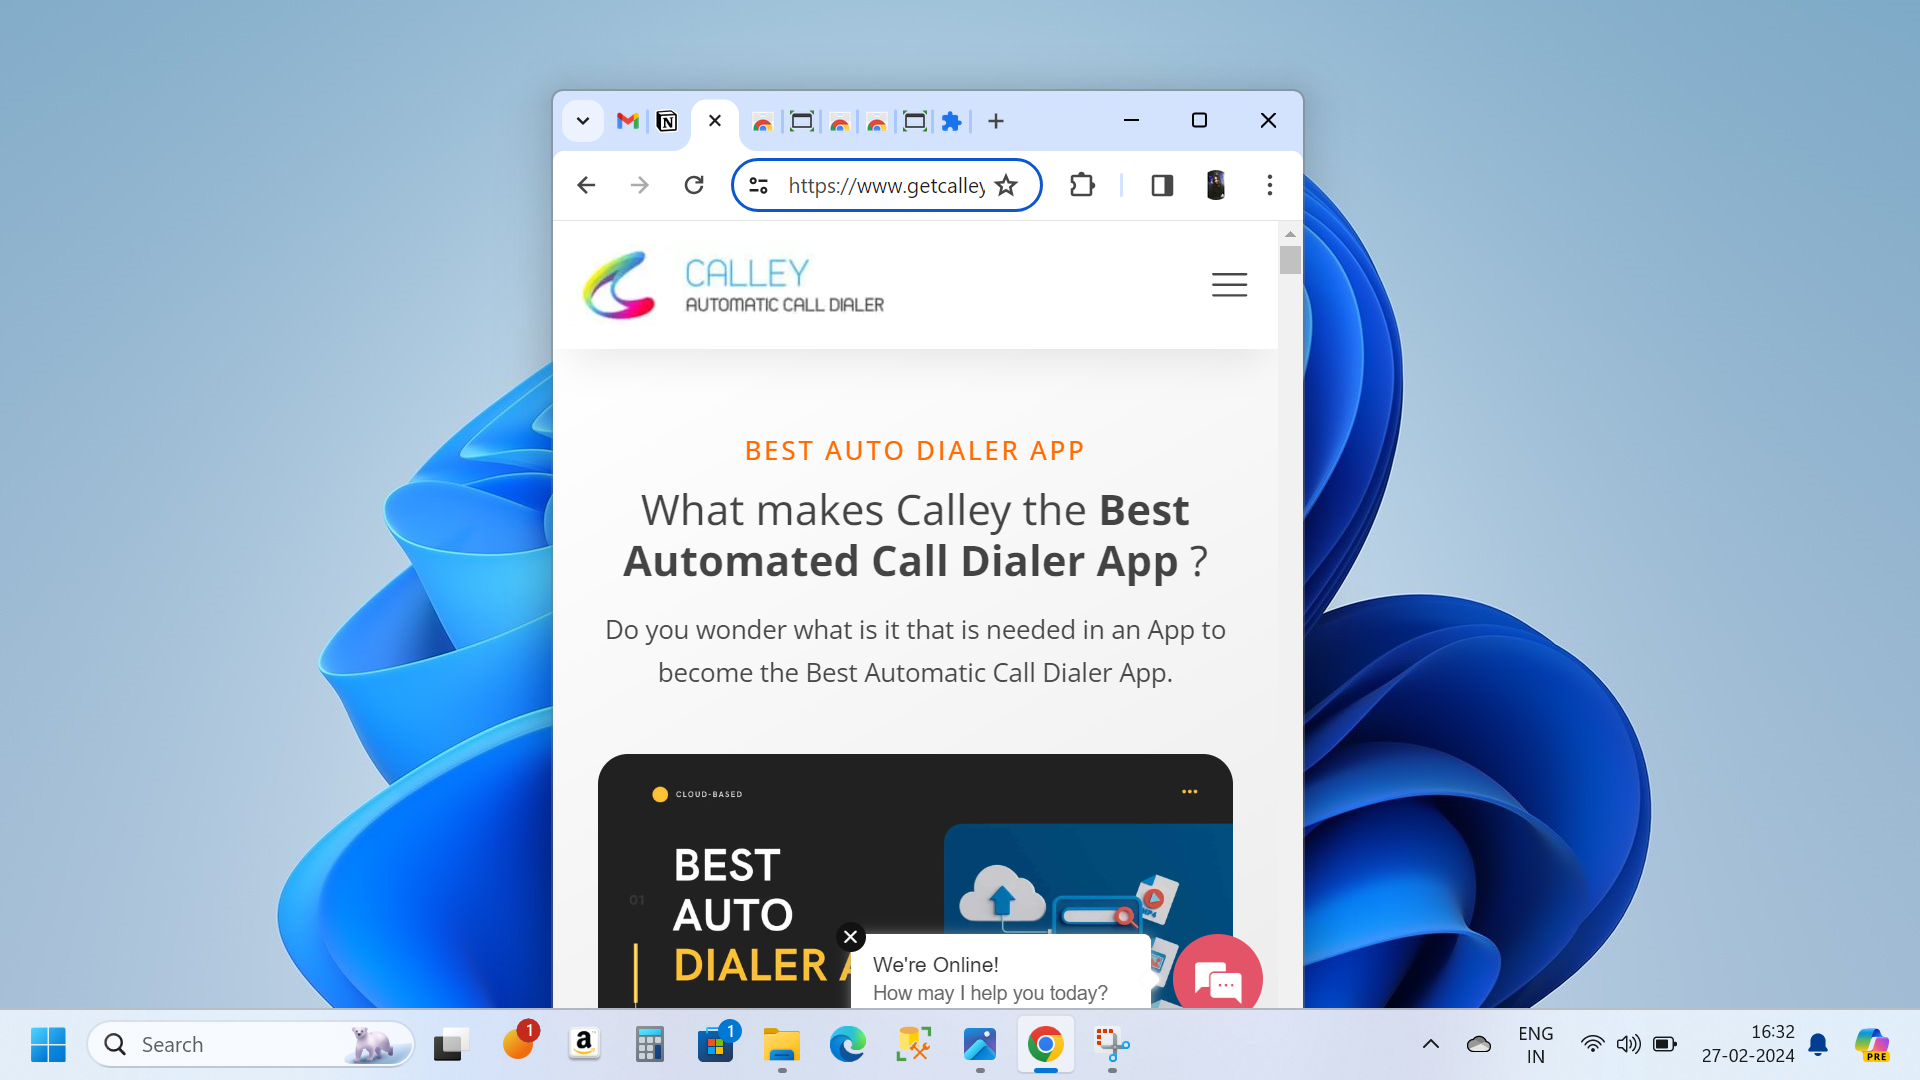 https://www.getcalley
CALLEY
AUTOMATIC CALL DIALER
BEST AUTO DIALER APP
What makes Calley the Best
Automated Call Dialer App ?
Do you wonder what is it that is needed in an App to
become the Best Automatic Call Dialer App.
CLOUD-BASED
BEST
AUTO
DIALER A
01
MP4
We're Online!
How may I help you today?
Search
1
a
1
ENG
IN
16:32
27-02-2024
PRE